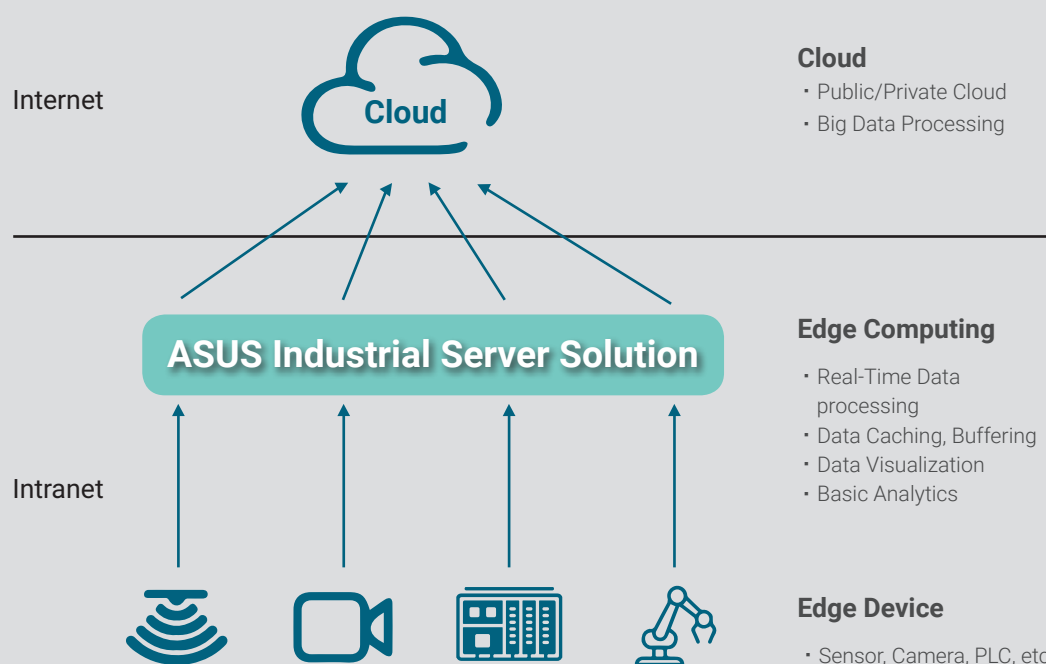 Internet
Cloud
Cloud
・Public/Private Cloud
・Big Data Processing
ASUS Industrial Server Solution
Edge Computing
・Real-Time Data
processing
・Data Caching, Buffering
・Data Visualization
・Basic Analytics
Intranet
Edge Device
・Sensor, Camera, PLC, etc